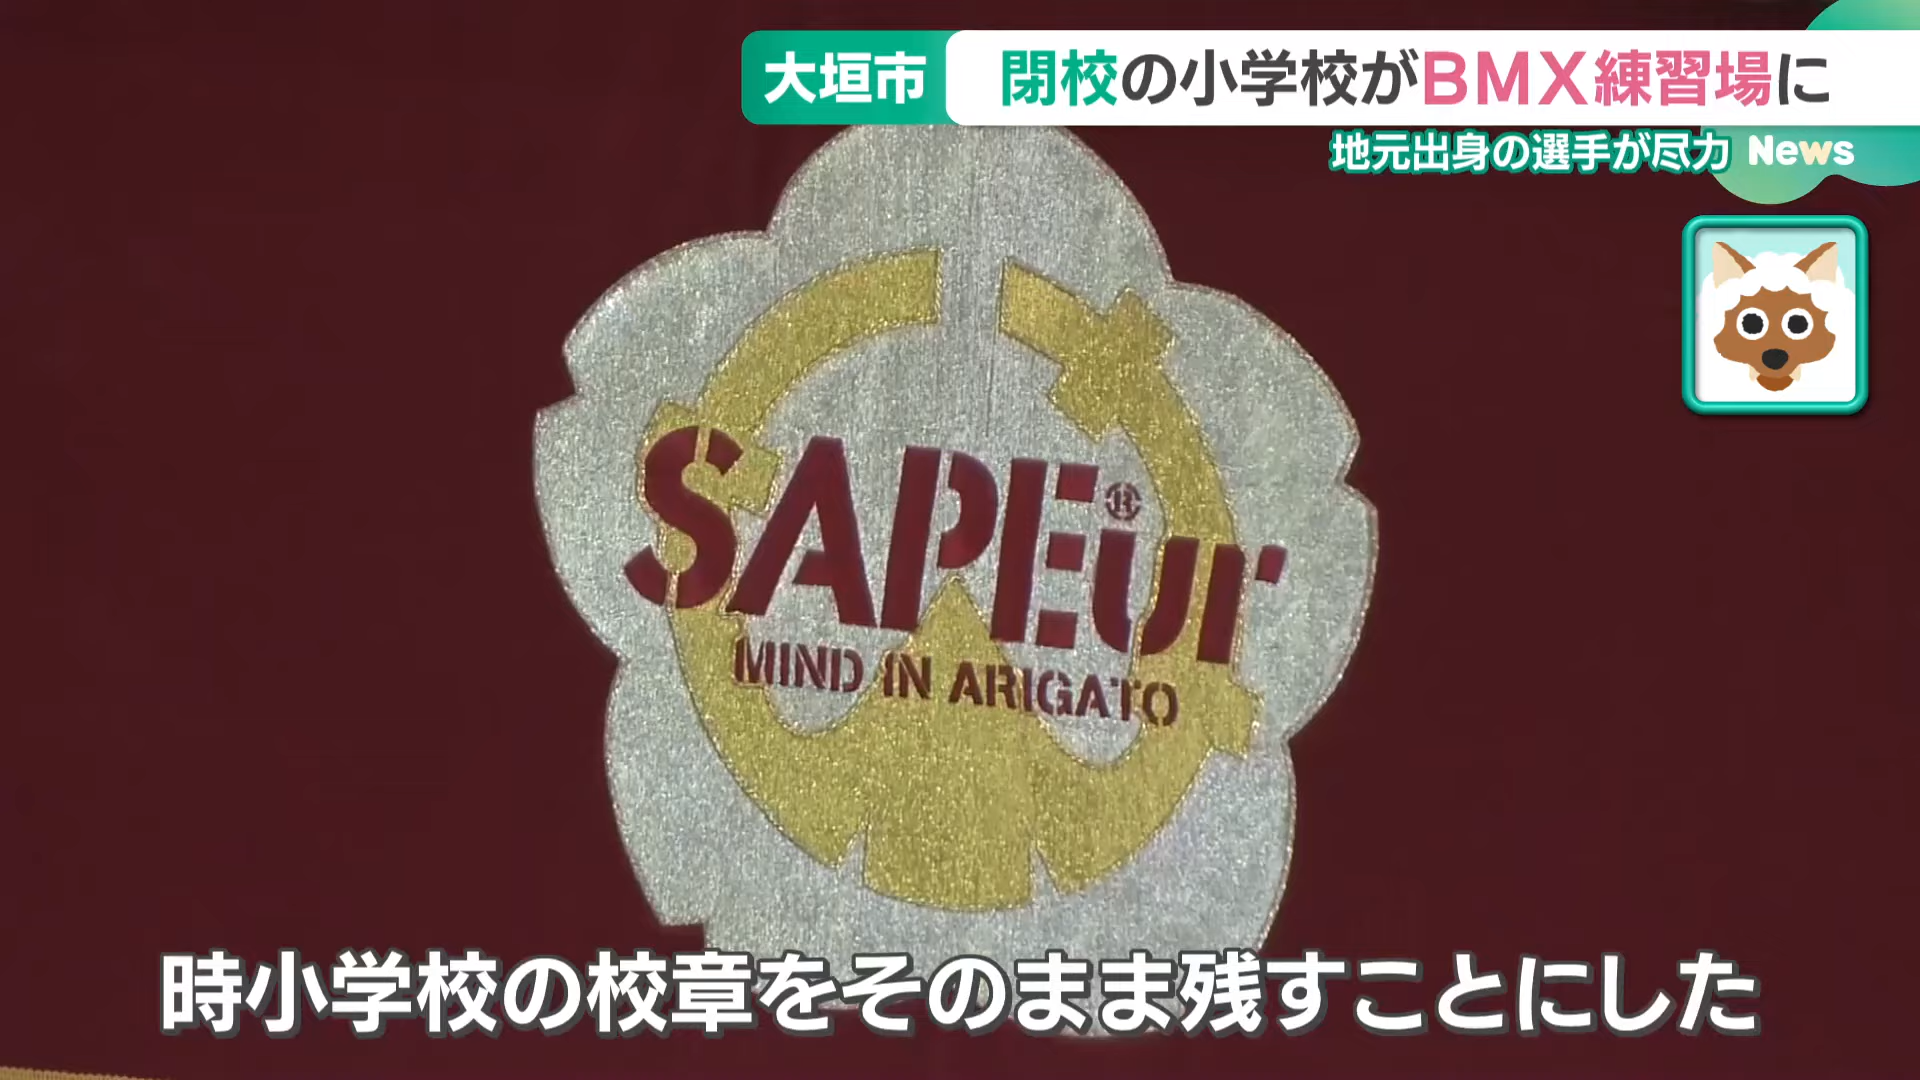 大垣市
閉校の小学校がBMX練習場に
地元出身の選手が尽力 News
SAPEur®
MIND IN ARIGATO
時小学校の校章をそのまま残すことにした